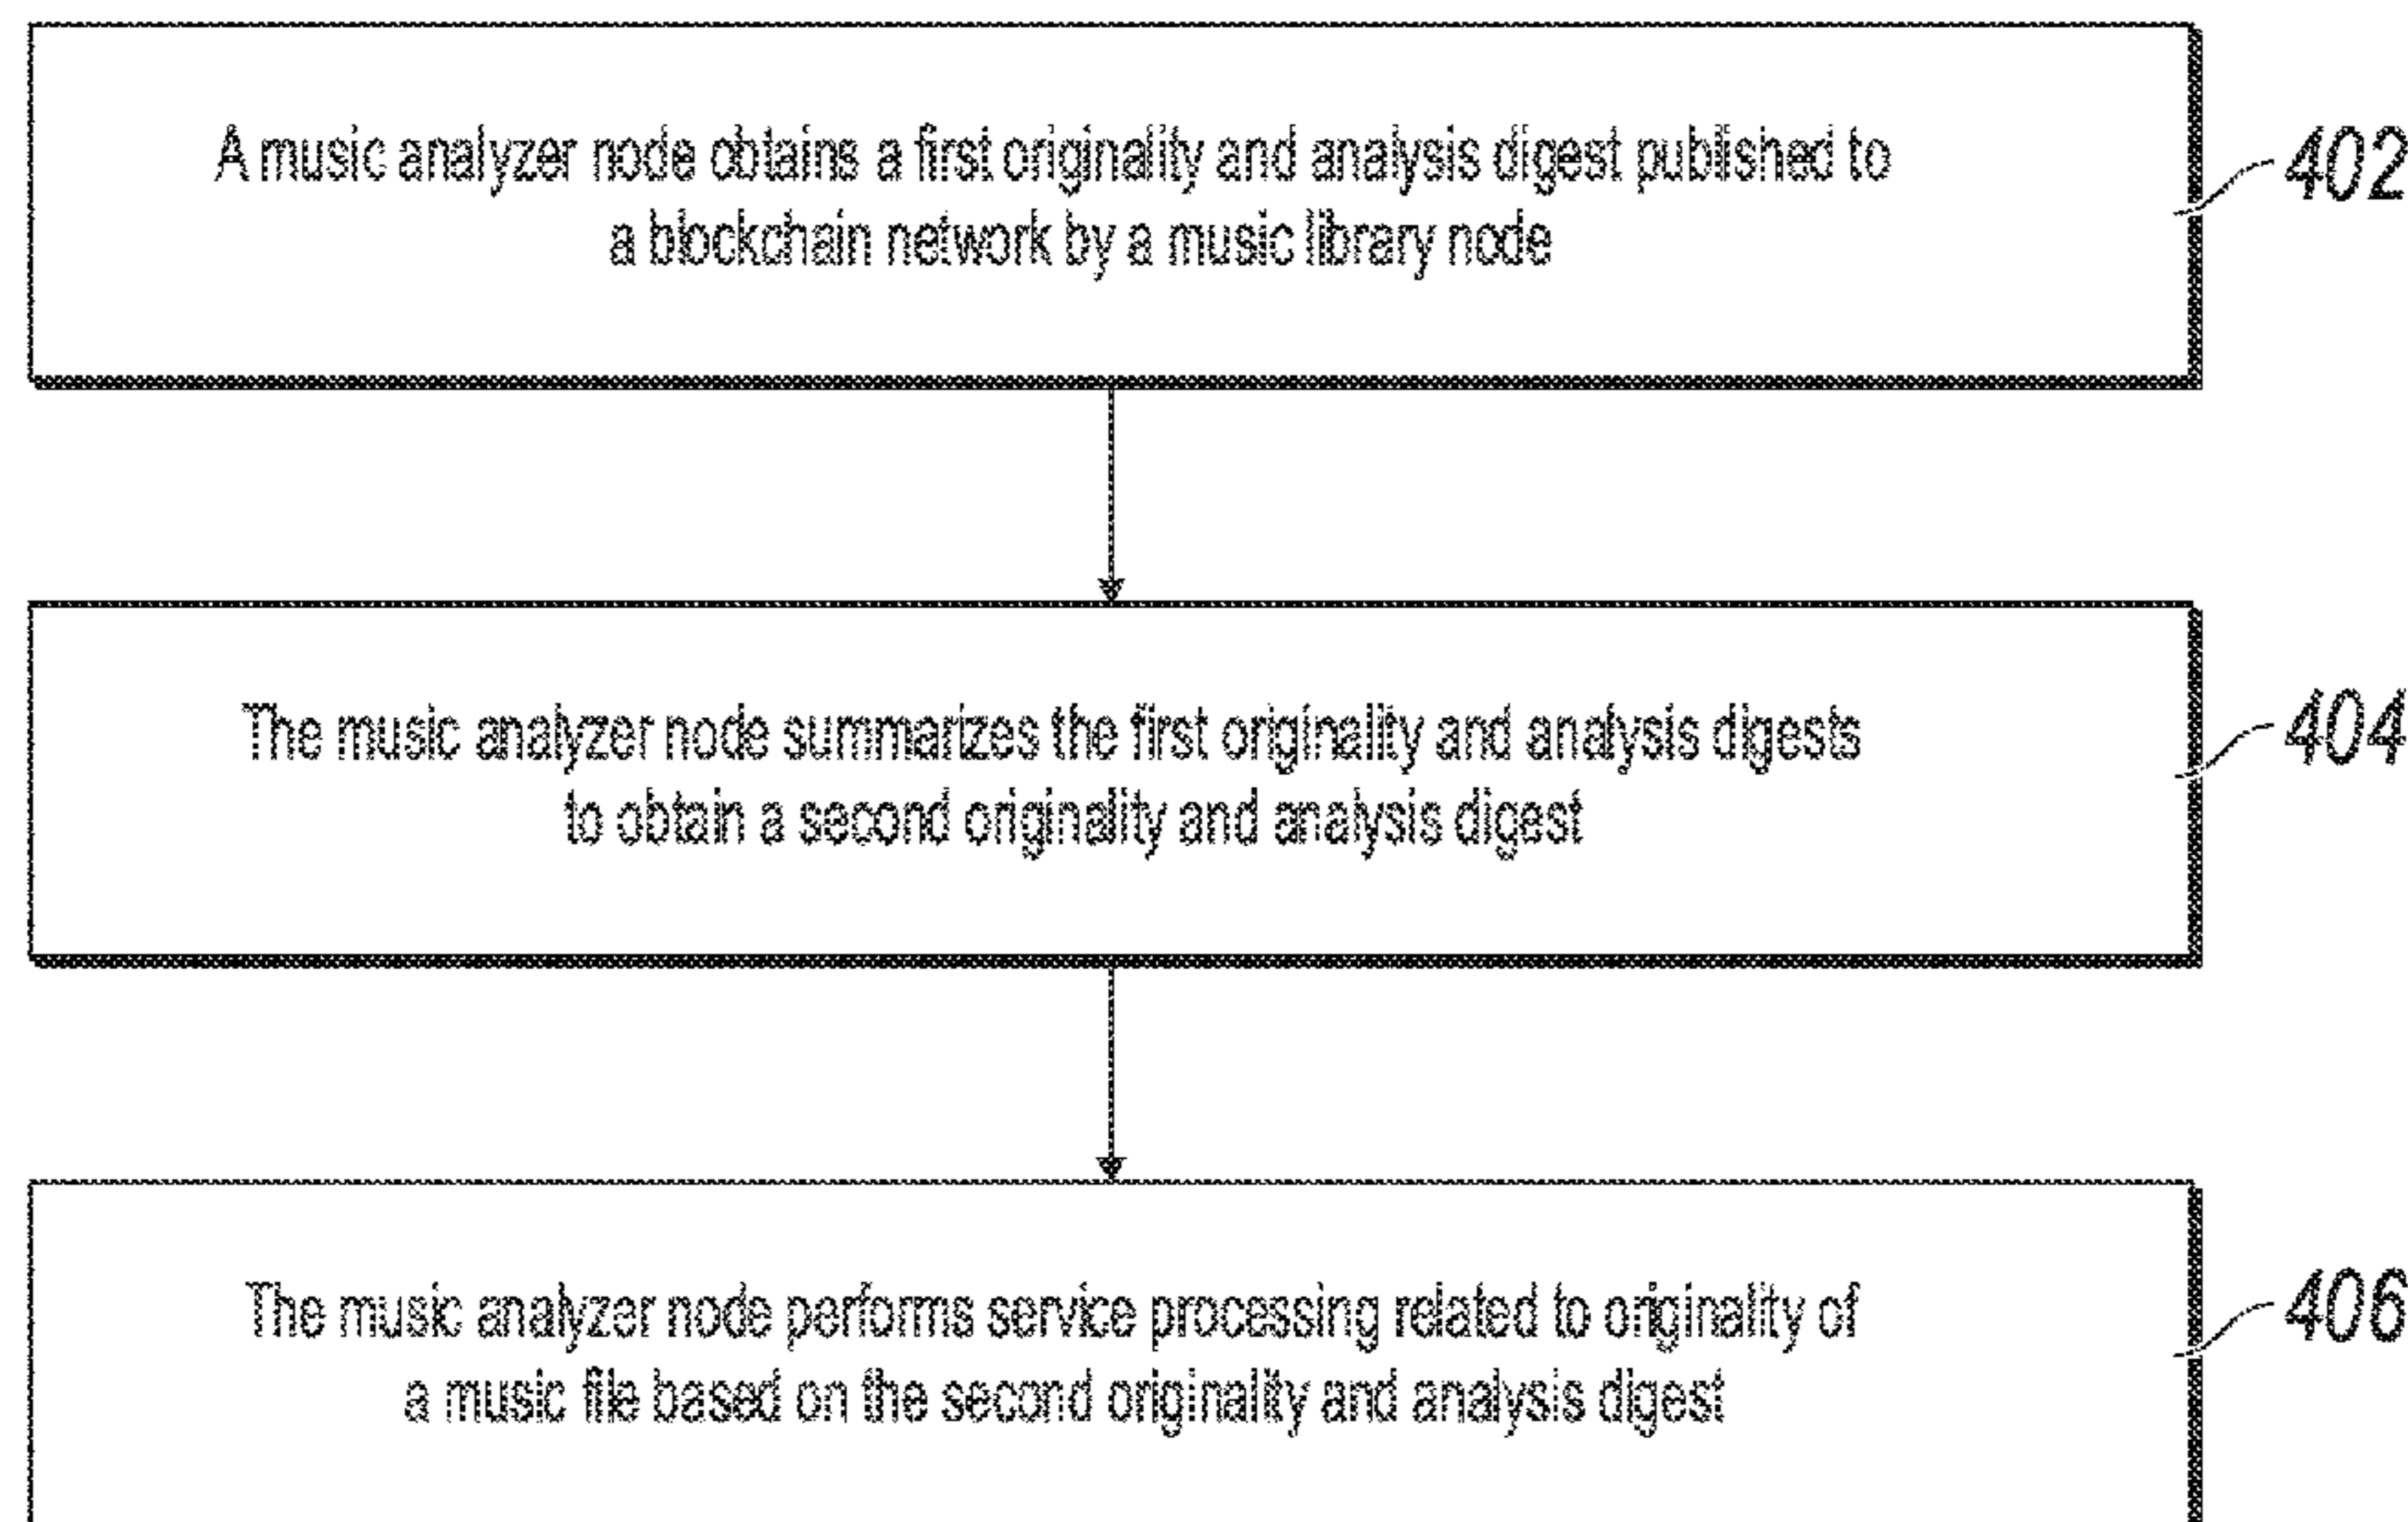 A music analyzer node obtains a first originality and analysis digest published to
a blockchain network by a music library node
402
The music analyzer node summarizes the first originality and analysis digests
to obtain a second originality and analysis digest
404
The music analyzer node performs service processing related to originality of
a music file based on the second originality and analysis digest
406